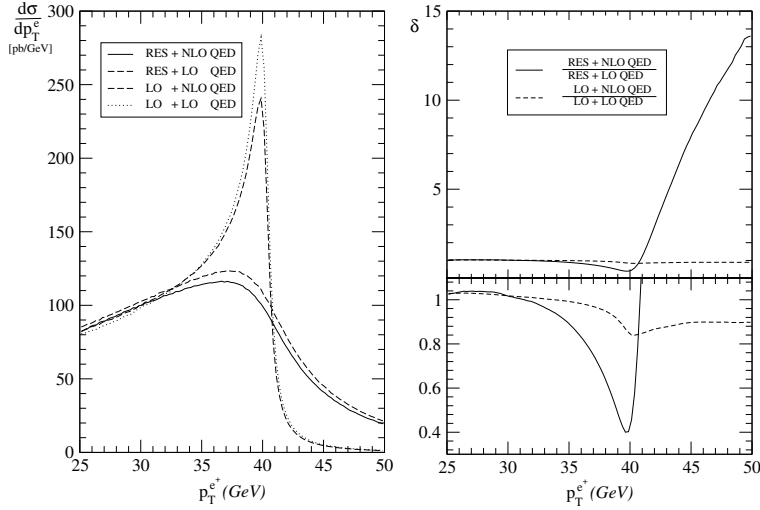 dσ
dp_T^e
[pb/GeV]
300
250
200
150
100
50
0
RES + NLO QED
RES + LO QED
LO + NLO QED
LO + LO QED
25
30
35
40
45
50
p_T^{e^+} (GeV)
δ
15
10
5
RES + NLO QED
RES + LO QED
LO + NLO QED
LO + LO QED
1
0.8
0.6
0.4
25
30
35
40
45
50
p_T^{e^+} (GeV)